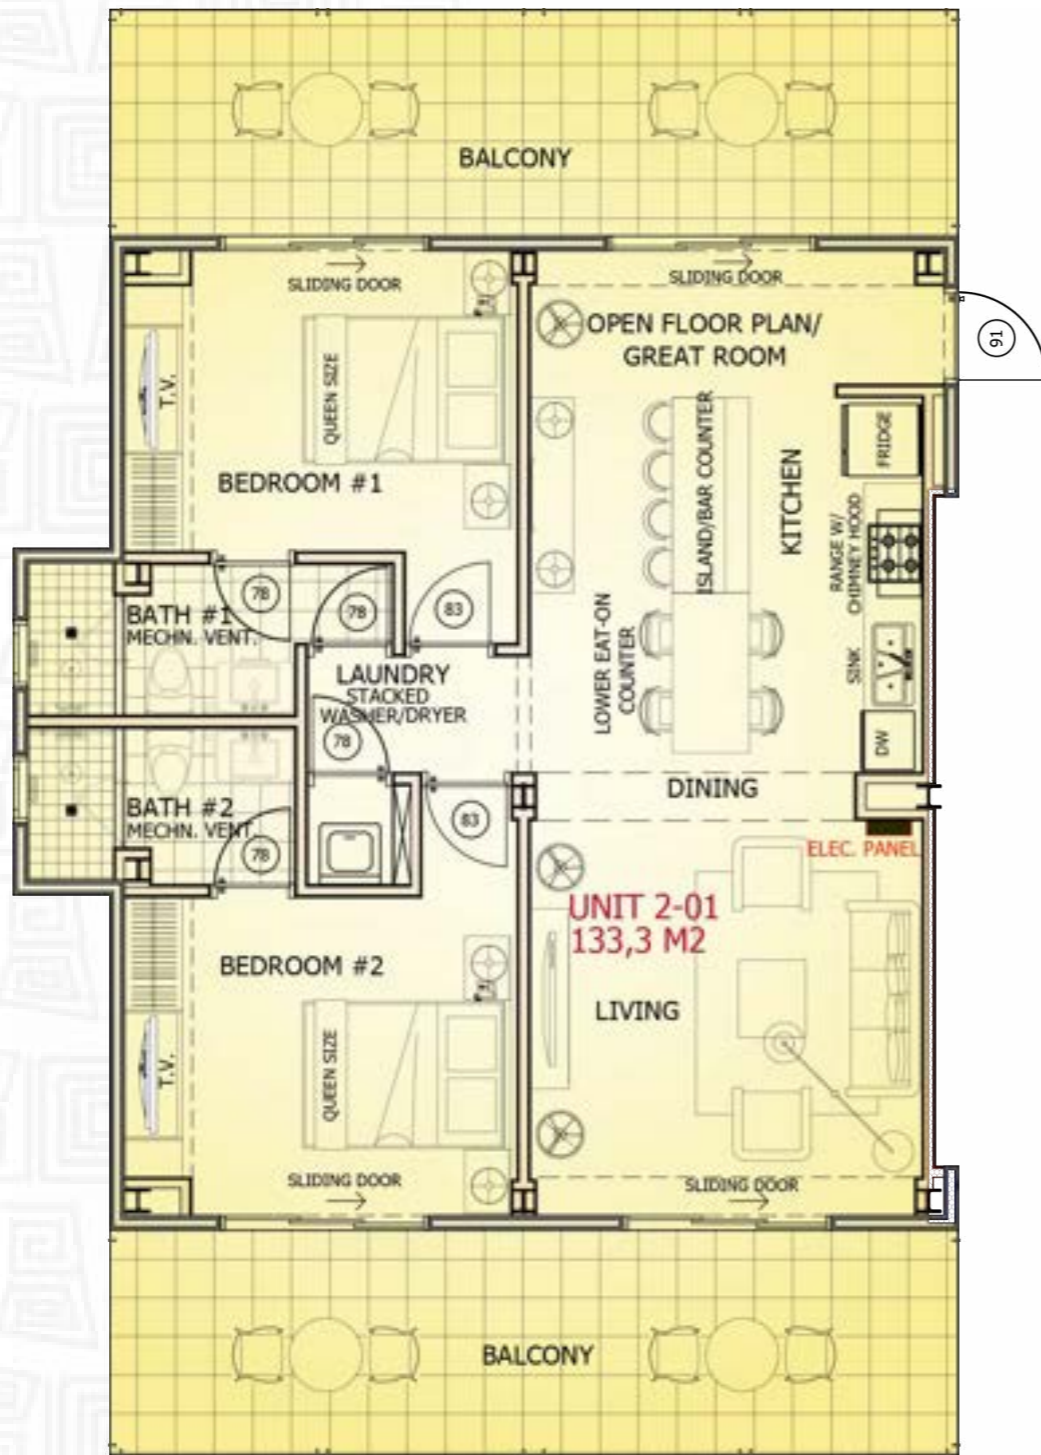 BALCONY
SLIDING DOOR
SLIDING DOOR
OPEN FLOOR PLAN/
GREAT ROOM
91
T.V.
QUEEN SIZE
BEDROOM #1
ISLAND/BAR COUNTER
KITCHEN
FRIDGE
RANGE W/
CHIMNEY HOOD
78
78
83
BATH #1
MECHN. VENT.
LAUNDRY
STACKED
WASHER/DRYER
78
LOWER EAT-ON
COUNTER
SINK
DW
DINING
BATH #2
MECHN. VENT.
78
83
ELEC. PANEL
UNIT 2-01
133,3 M2
BEDROOM #2
LIVING
T.V.
QUEEN SIZE
SLIDING DOOR
SLIDING DOOR
BALCONY